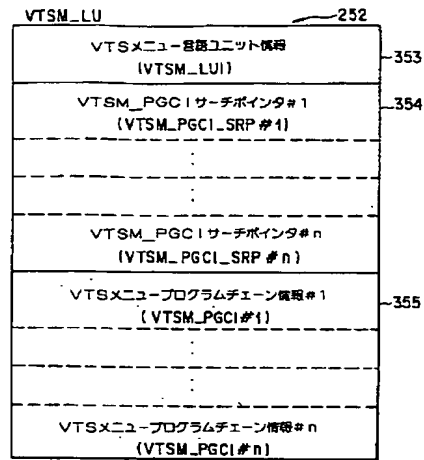 VTSM_LU
252
VTSメニュー言語ユニット情報
(VTSM_LUI)
353
VTSM_PGCIサーチポインタ#1
(VTSM_PGCI_SRP #1)
354
VTSM_PGCIサーチポインタ#n
(VTSM_PGCI_SRP #n)
VTSメニュープログラムチェーン情報#1
(VTSM_PGCI#1)
355
VTSメニュープログラムチェーン情報#n
(VTSM_PGCI#n)